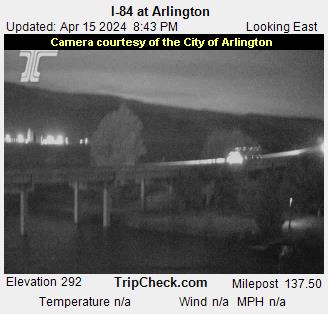 I-84 at Arlington
Updated: Apr 15 2024 8:43 PM Looking East
Camera courtesy of the City of Arlington
Elevation 292 TripCheck.com Milepost 137.50
Temperature n/a Wind n/a MPH n/a